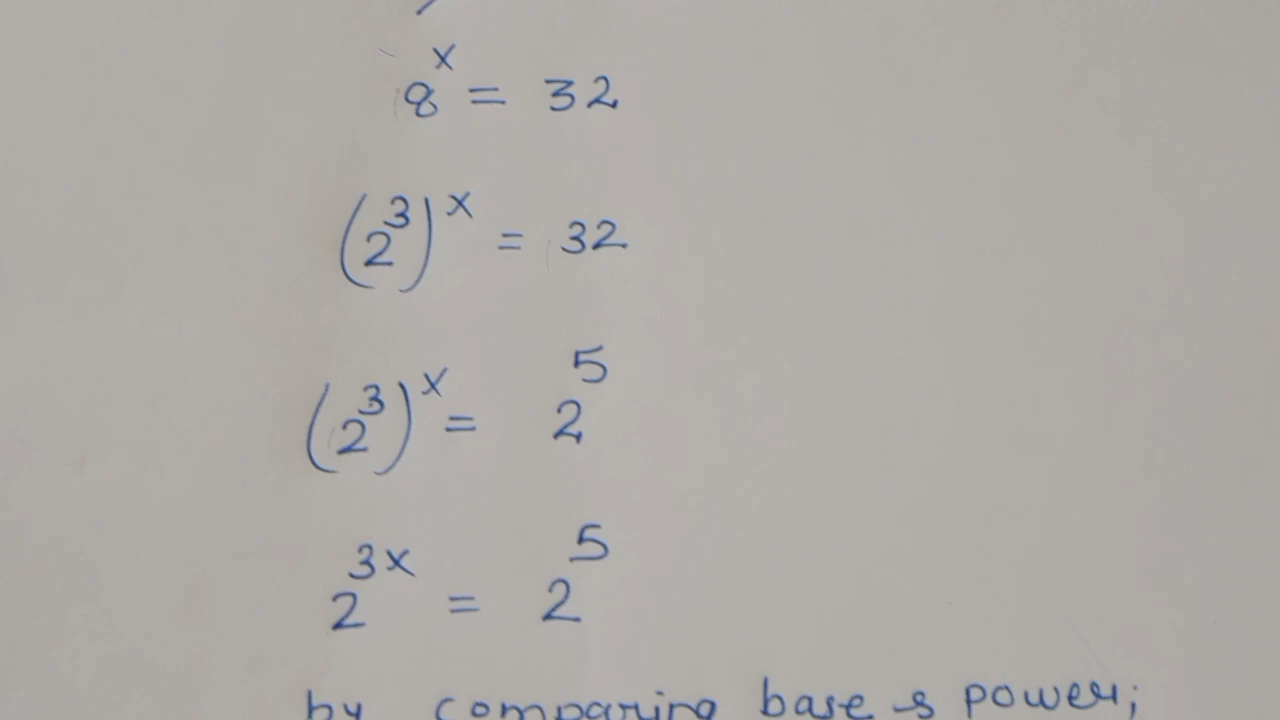 8^x = 32
(2^3)^x = 32
(2^3)^x = 2^5
2^3x = 2^5
by comparing base & power;